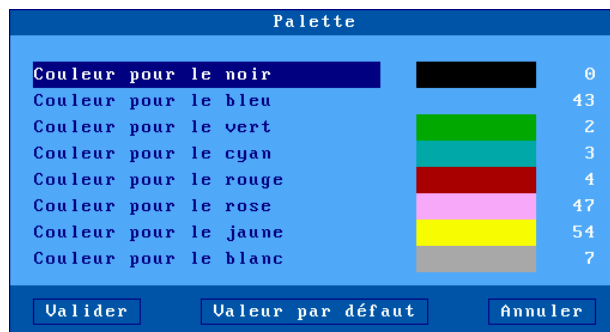 Palette
Couleur pour le noir 0
Couleur pour le bleu 43
Couleur pour le vert 2
Couleur pour le cyan 3
Couleur pour le rouge 4
Couleur pour le rose 47
Couleur pour le jaune 54
Couleur pour le blanc 7
Valider Valeur par défaut Annuler